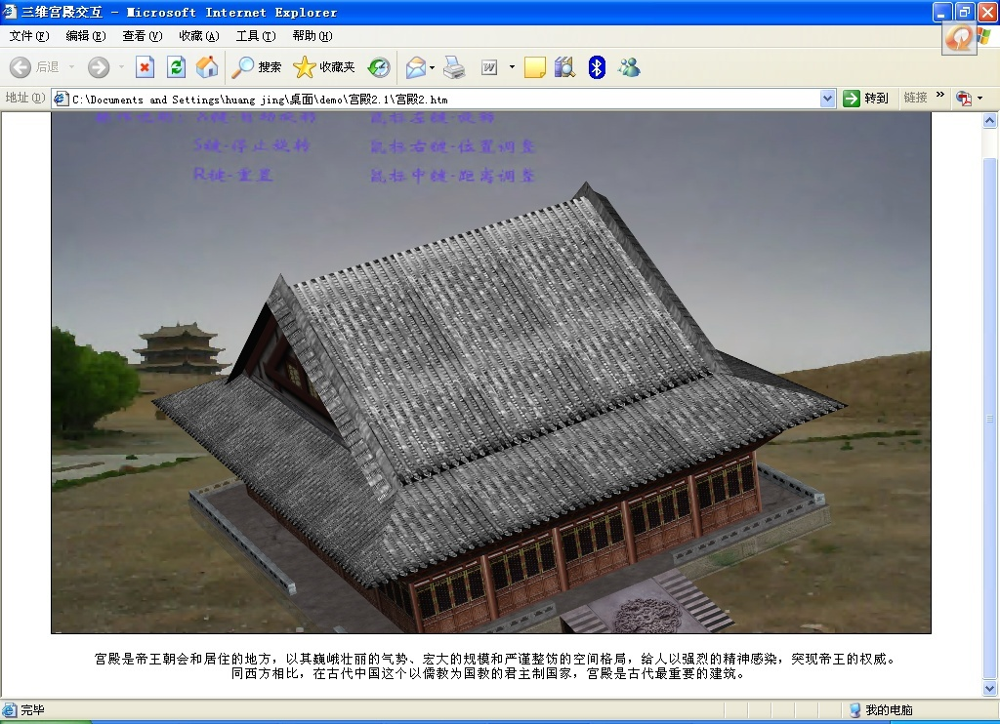 三维宫殿交互 - Microsoft Internet Explorer
文件(F) 编辑(E) 查看(V) 收藏(A) 工具(T) 帮助(H)
后退 搜索 收藏夹
地址(D) C:\Documents and Settings\huang jing\桌面\demo\宫殿2.1\宫殿2.htm 转到 链接 »
A键-自动旋转 鼠标左键-旋转
S键-停止旋转 鼠标右键-位置调整
R键-重置 鼠标中键-距离调整
宫殿是帝王朝会和居住的地方，以其巍峨壮丽的气势、宏大的规模和严谨整饬的空间格局，给人以强烈的精神感染，突现帝王的权威。
同西方相比，在古代中国这个以儒教为国教的君主制国家，宫殿是古代最重要的建筑。
完毕 我的电脑